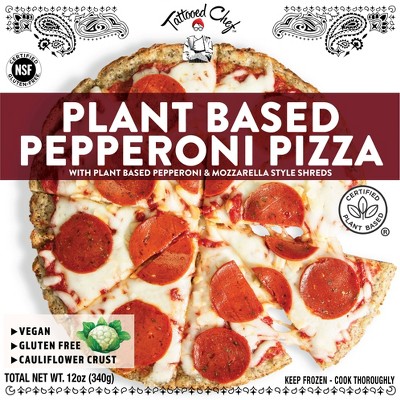 Tattooed Chef
CERTIFIED
NSF
GLUTEN-FREE
PLANT BASED
PEPPERONI PIZZA
WITH PLANT BASED PEPPERONI & MOZZARELLA STYLE SHREDS
CERTIFIED
PLANT BASED
®
▶VEGAN
▶GLUTEN FREE
▶CAULIFLOWER CRUST
TOTAL NET WT. 12oz (340g)
KEEP FROZEN - COOK THOROUGHLY